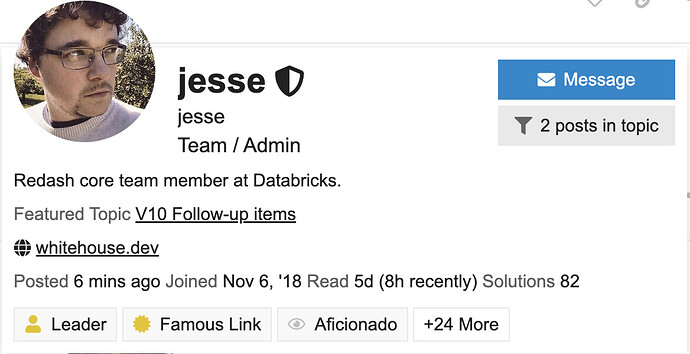 jesse
jesse
Team / Admin
Message
2 posts in topic
Redash core team member at Databricks.
Featured Topic V10 Follow-up items
whitehouse.dev
Posted 6 mins ago Joined Nov 6, '18 Read 5d (8h recently) Solutions 82
Leader Famous Link Aficionado +24 More